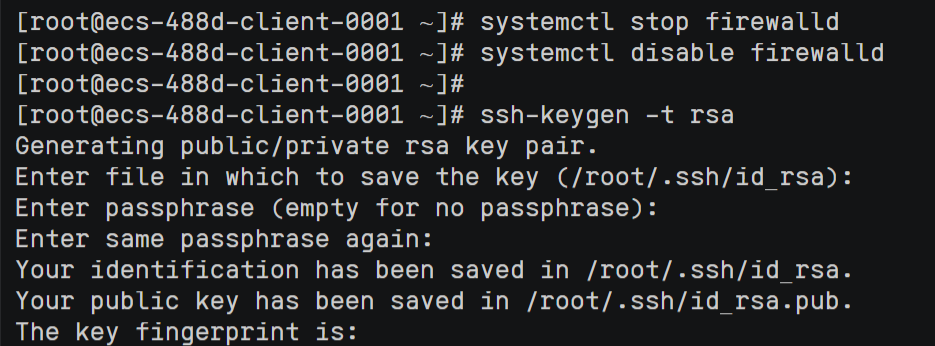 [root@ecs-488d-client-0001 ~]# systemctl stop firewalld
[root@ecs-488d-client-0001 ~]# systemctl disable firewalld
[root@ecs-488d-client-0001 ~]#
[root@ecs-488d-client-0001 ~]# ssh-keygen -t rsa
Generating public/private rsa key pair.
Enter file in which to save the key (/root/.ssh/id_rsa):
Enter passphrase (empty for no passphrase):
Enter same passphrase again:
Your identification has been saved in /root/.ssh/id_rsa.
Your public key has been saved in /root/.ssh/id_rsa.pub.
The key fingerprint is: